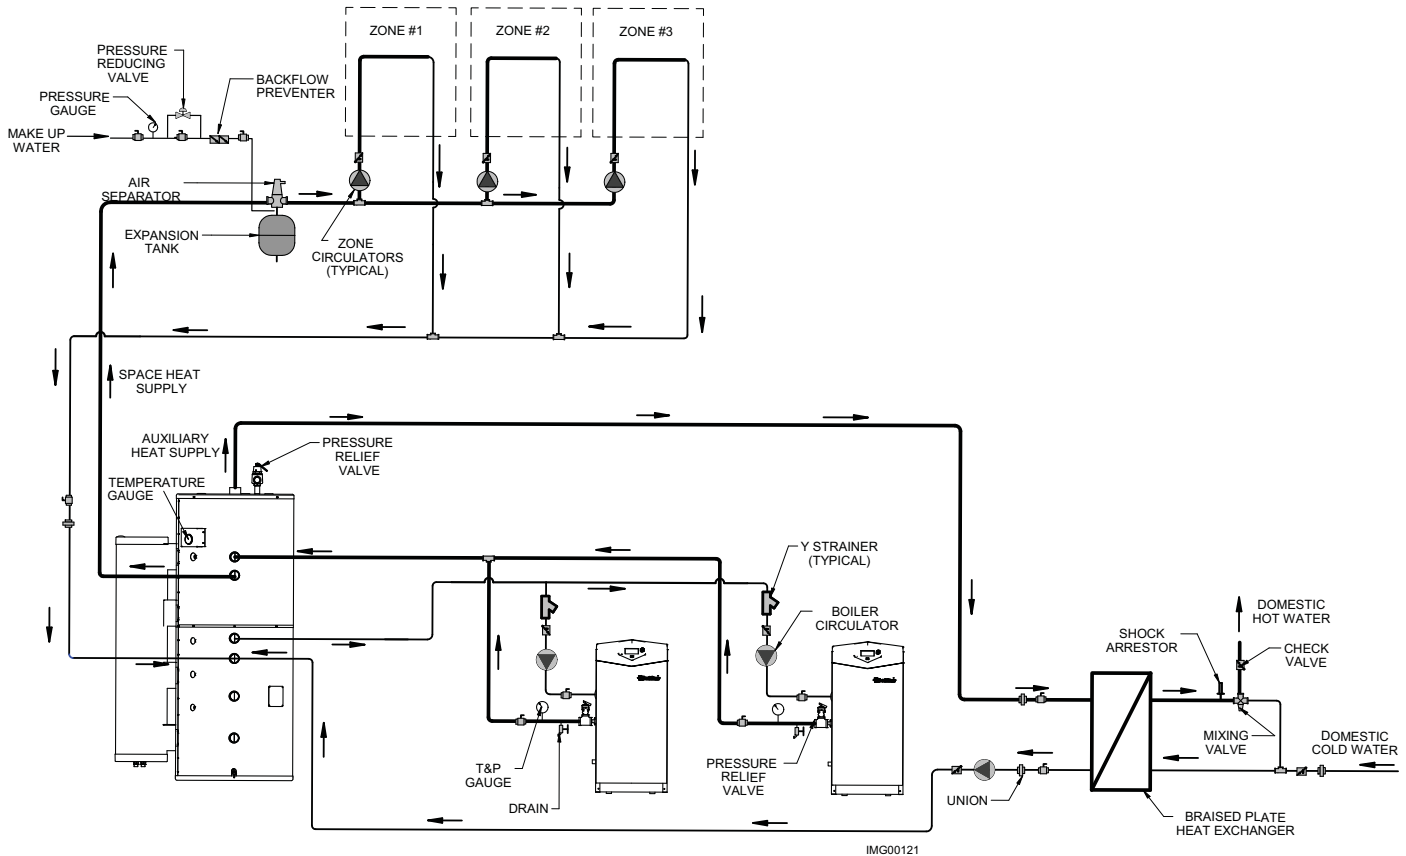 ZONE #1
ZONE #2
ZONE #3
PRESSURE
REDUCING
VALVE
BACKFLOW
PREVENTER
PRESSURE
GAUGE
MAKE UP
WATER
AIR
SEPARATOR
EXPANSION
TANK
ZONE
CIRCULATORS
(TYPICAL)
SPACE HEAT
SUPPLY
AUXILIARY
HEAT SUPPLY
PRESSURE
RELIEF
VALVE
TEMPERATURE
GAUGE
Y STRAINER
(TYPICAL)
BOILER
CIRCULATOR
DOMESTIC
HOT WATER
SHOCK
ARRESTOR
CHECK
VALVE
MIXING
VALVE
DOMESTIC
COLD WATER
T&P
GAUGE
DRAIN
PRESSURE
RELIEF
VALVE
UNION
BRAISED PLATE
HEAT EXCHANGER
IMG00121